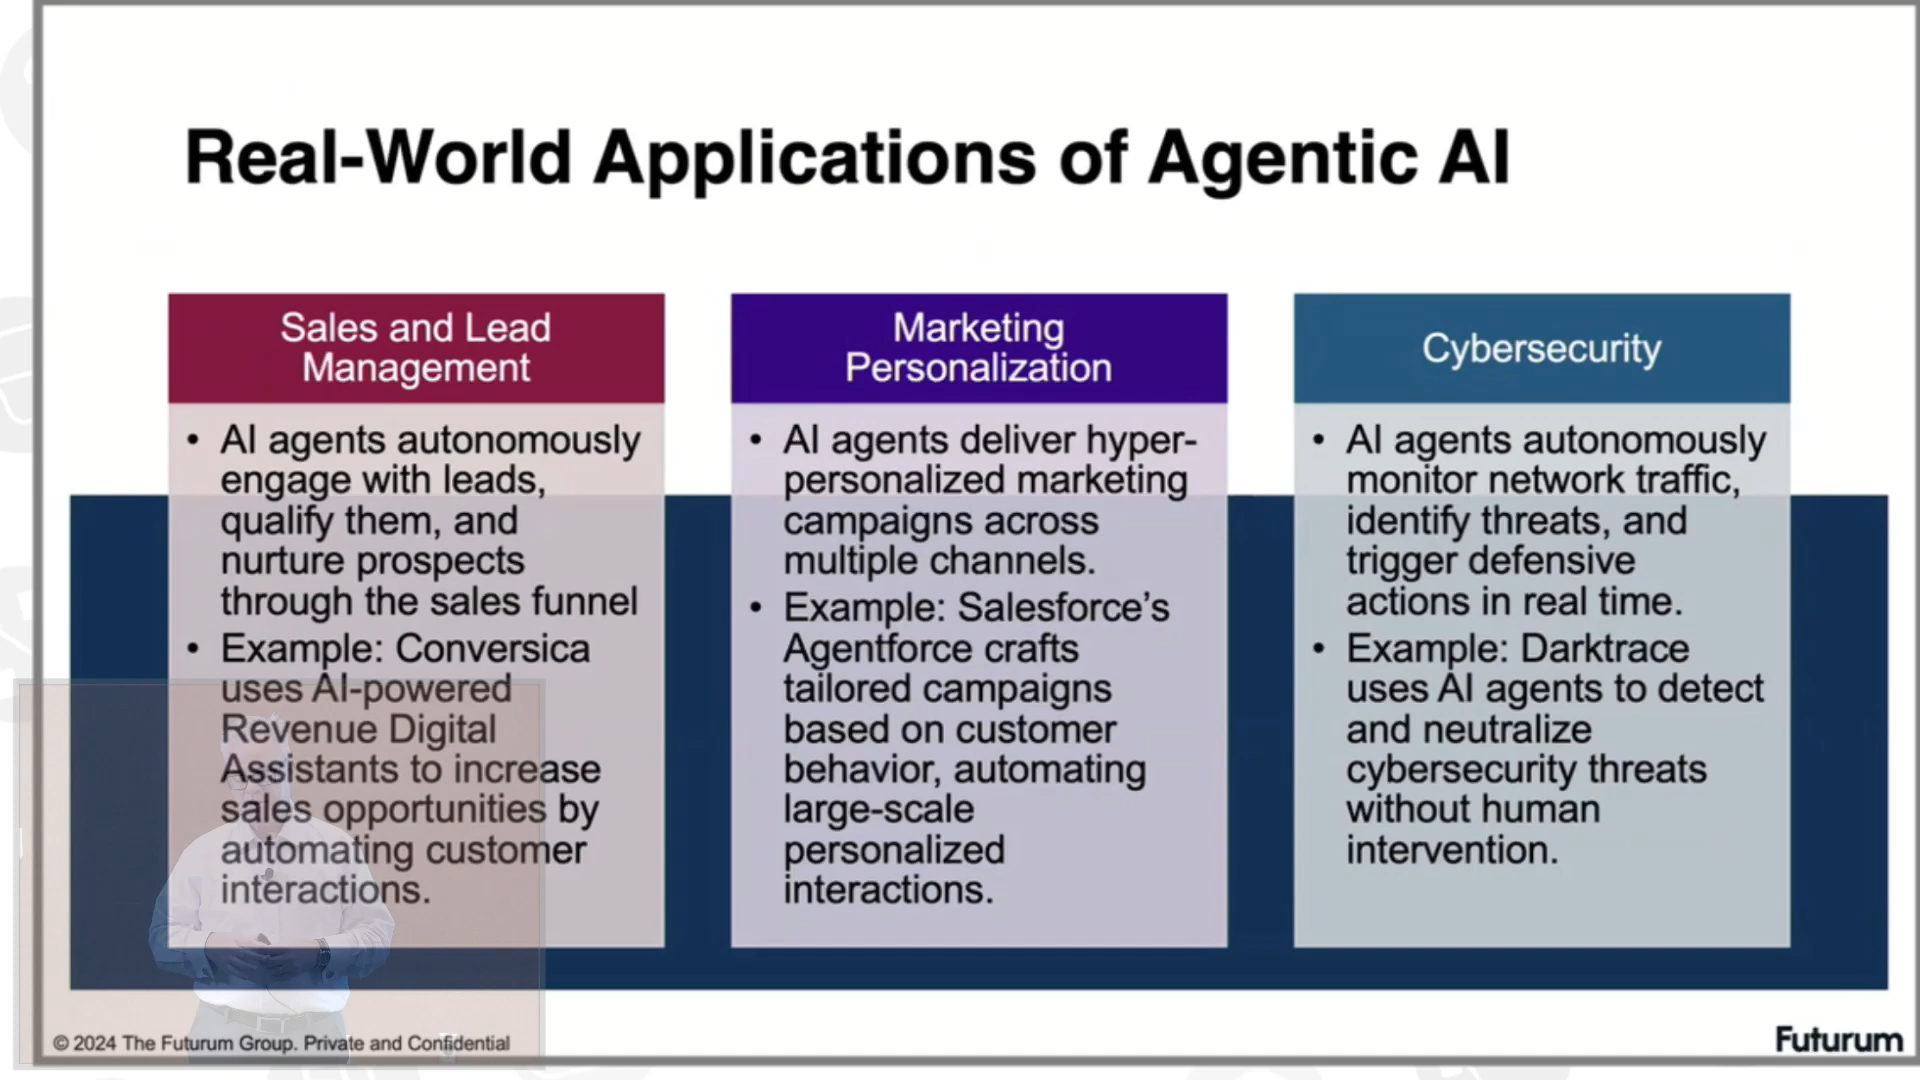 Real-World Applications of Agentic AI
Sales and Lead
Management
• AI agents autonomously
engage with leads,
qualify them, and
nurture prospects
through the sales funnel
• Example: Conversica
uses AI-powered
Revenue Digital
Assistants to increase
sales opportunities by
automating customer
interactions.
Marketing
Personalization
• AI agents deliver hyper-
personalized marketing
campaigns across
multiple channels.
• Example: Salesforce’s
Agentforce crafts
tailored campaigns
based on customer
behavior, automating
large-scale
personalized
interactions.
Cybersecurity
• AI agents autonomously
monitor network traffic,
identify threats, and
trigger defensive
actions in real time.
• Example: Darktrace
uses AI agents to detect
and neutralize
cybersecurity threats
without human
intervention.
© 2024 The Futurum Group. Private and Confidential
Futurum